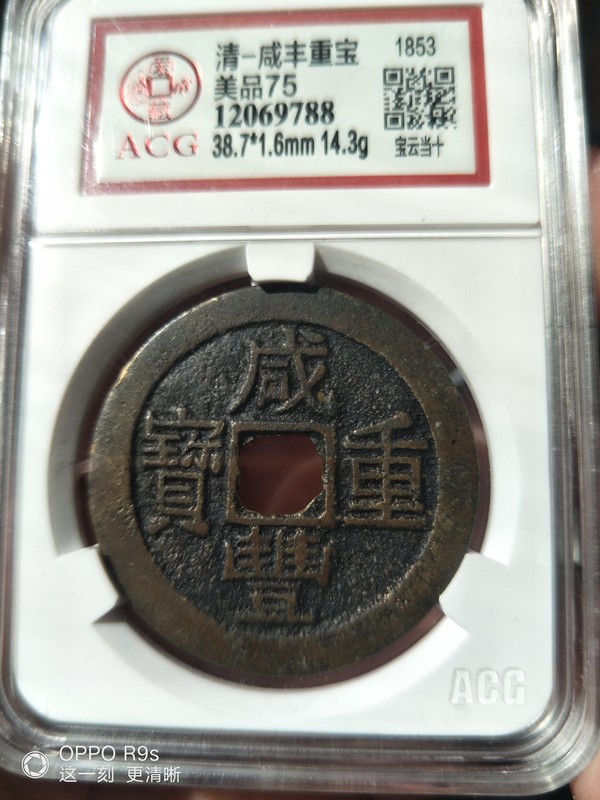 清-咸丰重宝
1853
美品75
12069788
ACG
38.7*1.6mm 14.3g
宝云当十
咸
豐
重
寶
ACG
OPPO R9s
这一刻 更清晰